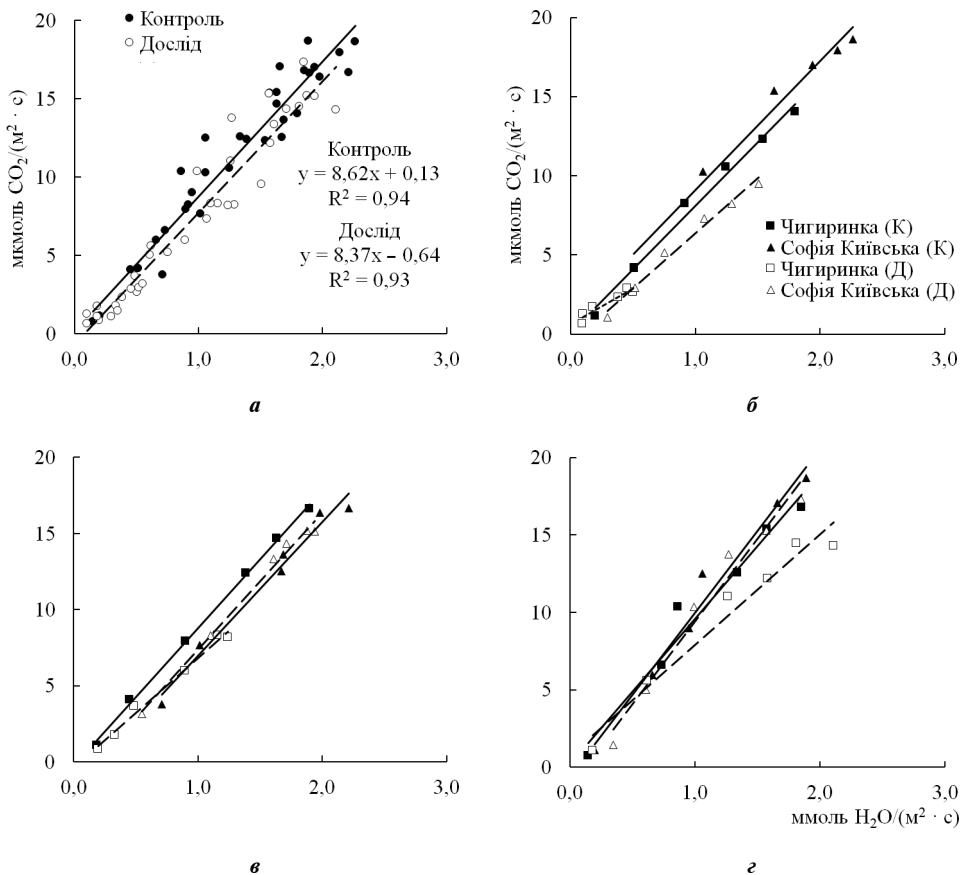 20
15
10
5
0
мкмоль CO₂/(м² · с)
Контроль
Дослід
Контроль
y = 8,62x + 0,13
R² = 0,94
Дослід
y = 8,37x – 0,64
R² = 0,93
0,0 1,0 2,0 3,0
а
20
15
10
5
0
мкмоль CO₂/(м² · с)
Чигиринка (К)
Софія Київська (К)
Чигиринка (Д)
Софія Київська (Д)
0,0 1,0 2,0 3,0
б
20
15
10
5
0
0,0 1,0 2,0 3,0
в
20
15
10
5
0
0,0 1,0 2,0 3,0
ммоль H₂O/(м² · с)
г